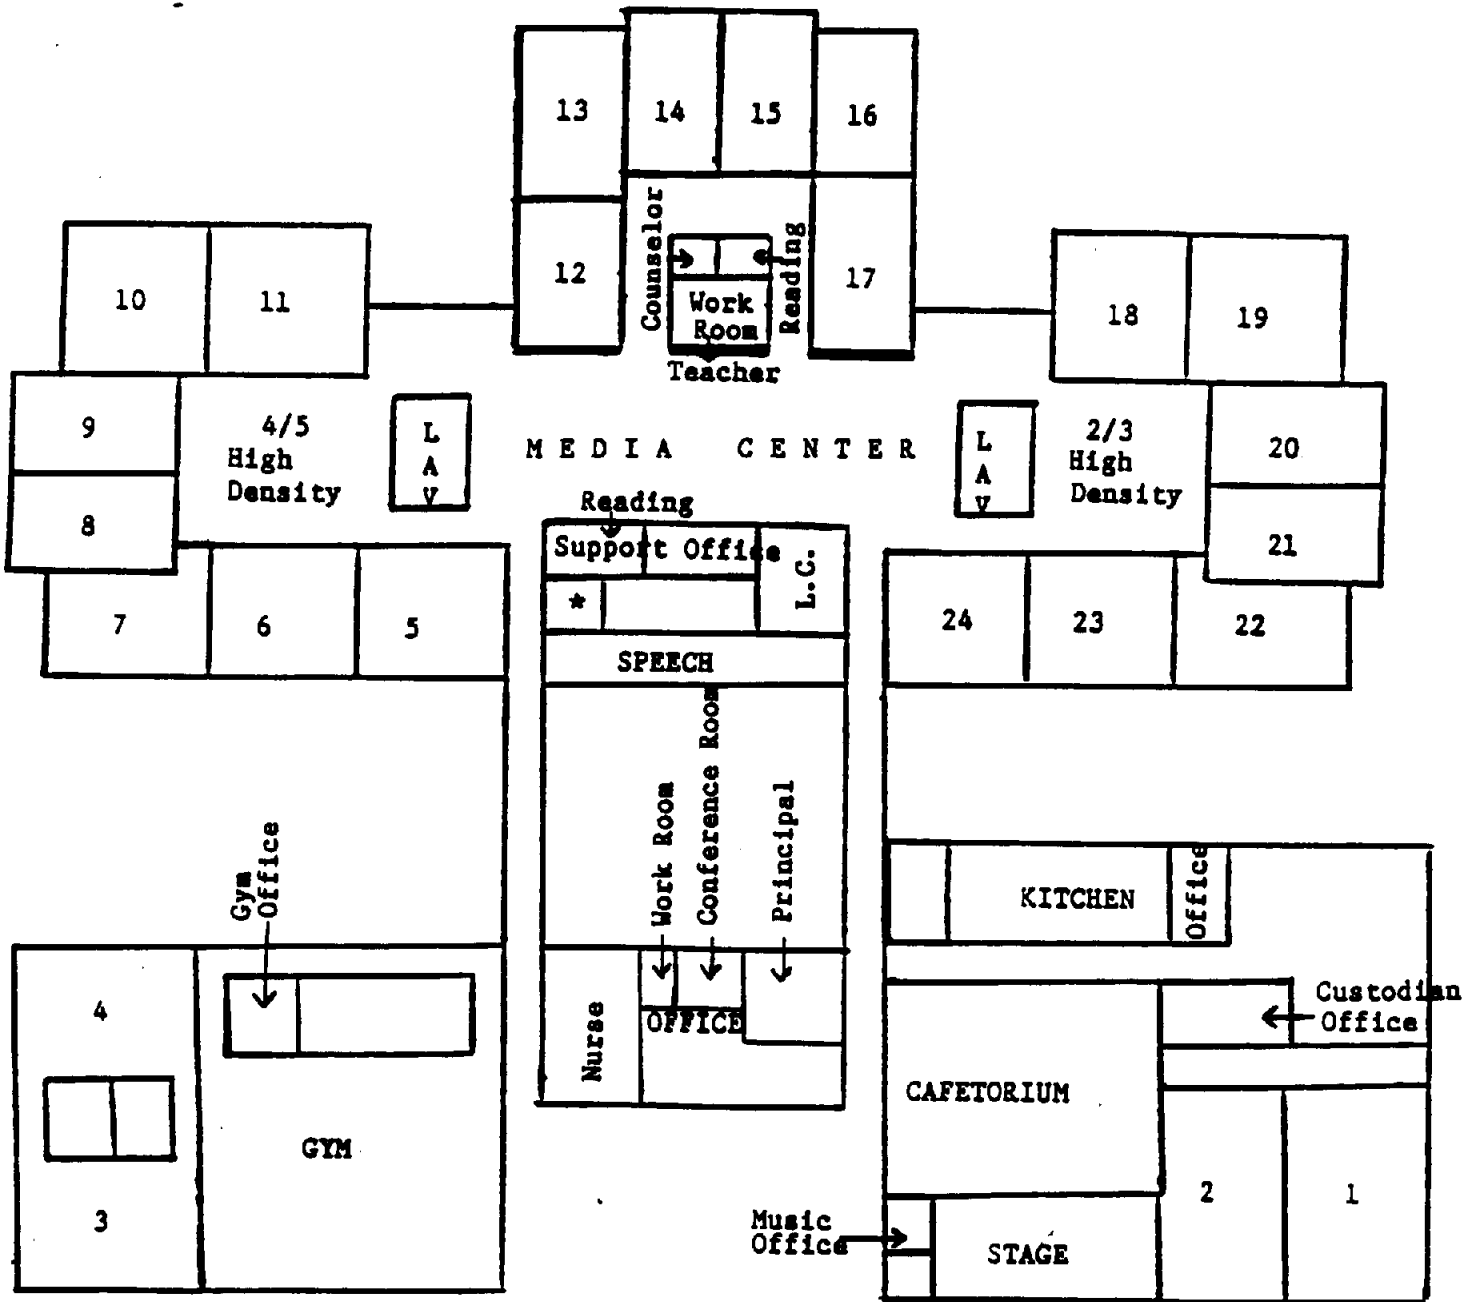 13
14
15
16
Counselor
Reading
12
17
Work
Room
Teacher
10
11
18
19
9
4/5
High
Density
LAV
MEDIA CENTER
LAV
2/3
High
Density
20
8
21
Reading
Support Office
L.C.
*
7
6
5
SPEECH
24
23
22
Gym
Office
Work Room
Conference Room
Principal
KITCHEN
Office
4
Nurse
OFFICE
Custodian
Office
CAFETORIUM
GYM
3
2
1
Music
Office
STAGE